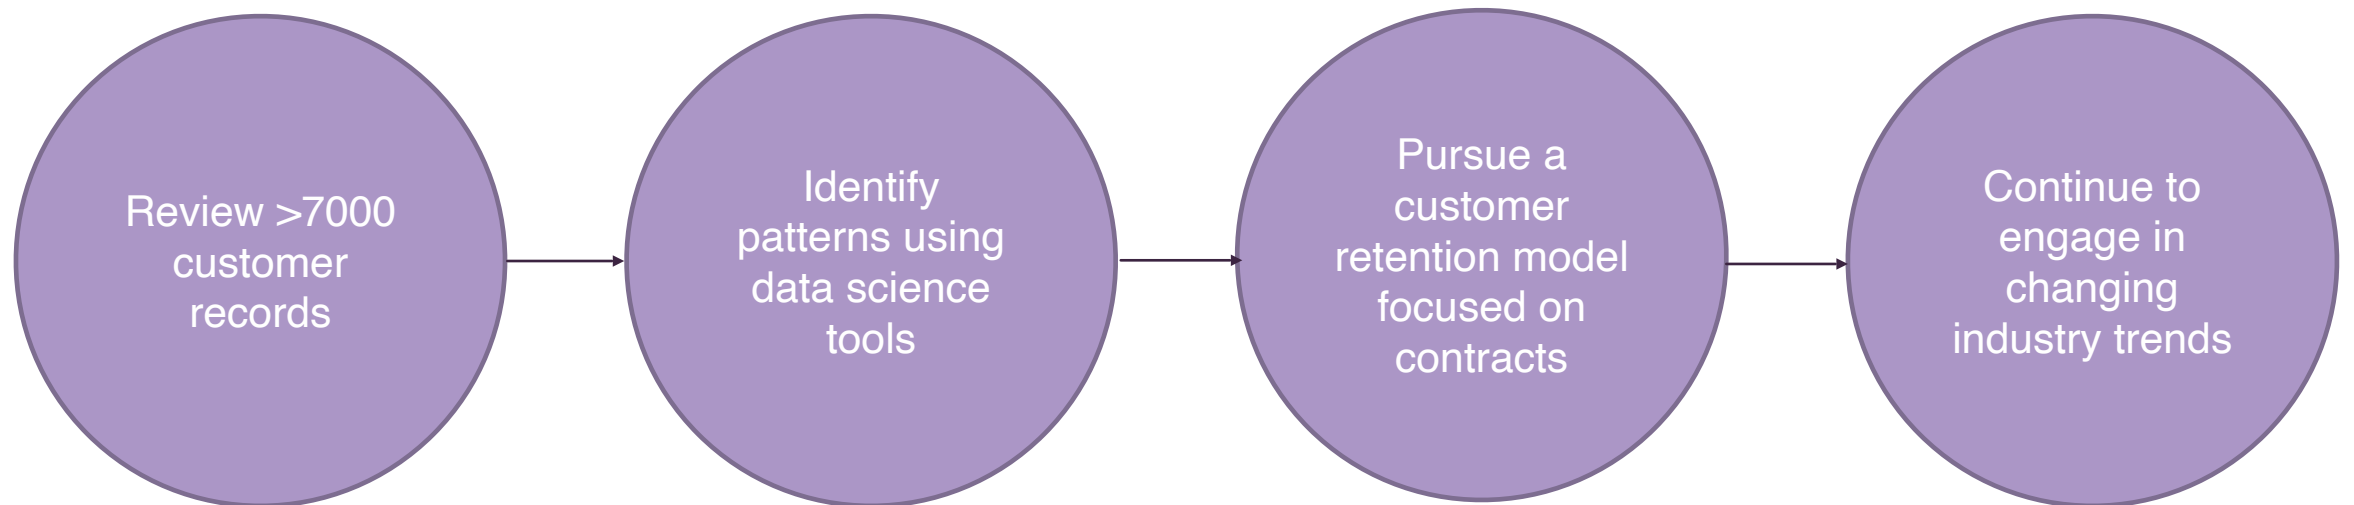 Review >7000
customer
records
Identify
patterns using
data science
tools
Pursue a
customer
retention model
focused on
contracts
Continue to
engage in
changing
industry trends